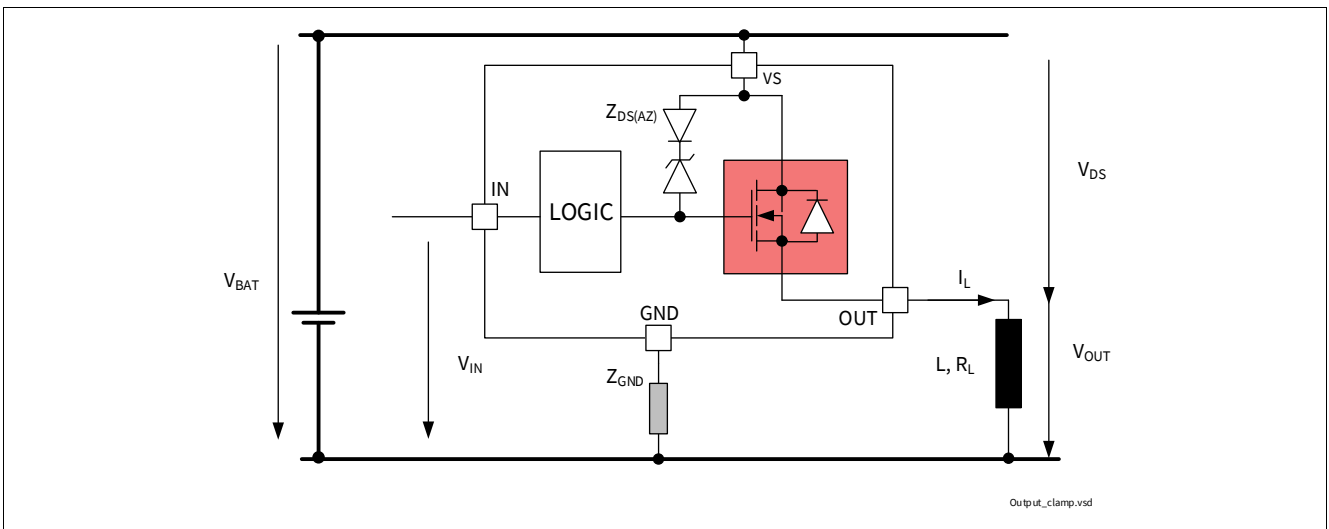 VS
Z_DS(AZ)
V_DS
IN
LOGIC
V_BAT
I_L
GND
OUT
V_IN
Z_GND
L, R_L
V_OUT
Output_clamp.vsd